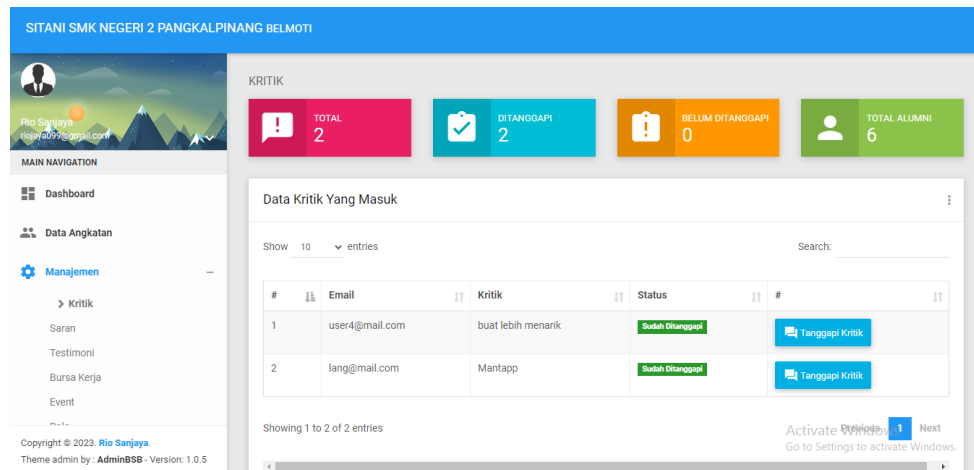 SITANI SMK NEGERI 2 PANGKALPINANG BELMOTI
Rio Sanjaya
riojaya099@gmail.com
MAIN NAVIGATION
Dashboard
Data Angkatan
Manajemen
Kritik
Saran
Testimoni
Bursa Kerja
Event
Copyright © 2023. Rio Sanjaya.
Theme admin by : AdminBSB - Version: 1.0.5
KRITIK
TOTAL
2
DITANGGAPI
2
BELUM DITANGGAPI
0
TOTAL ALUMNI
6
Data Kritik Yang Masuk
Show 10 entries Search:
# Email Kritik Status #
1 user4@mail.com buat lebih menarik Sudah Ditanggapi Tanggapi Kritik
2 lang@mail.com Mantapp Sudah Ditanggapi Tanggapi Kritik
Showing 1 to 2 of 2 entries Previous 1 Next
Activate Windows
Go to Settings to activate Windows.